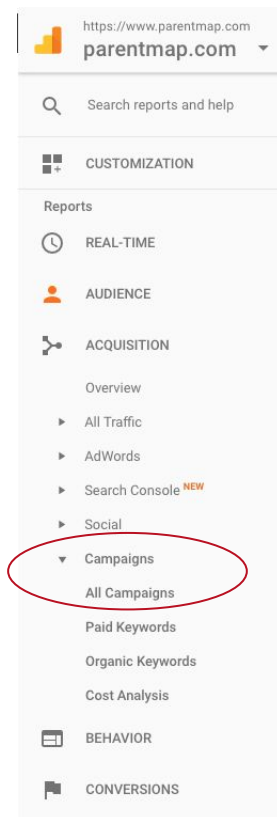 https://www.parentmap.com
parentmap.com
Search reports and help
CUSTOMIZATION
Reports
REAL-TIME
AUDIENCE
ACQUISITION
Overview
All Traffic
AdWords
Search Console NEW
Social
Campaigns
All Campaigns
Paid Keywords
Organic Keywords
Cost Analysis
BEHAVIOR
CONVERSIONS